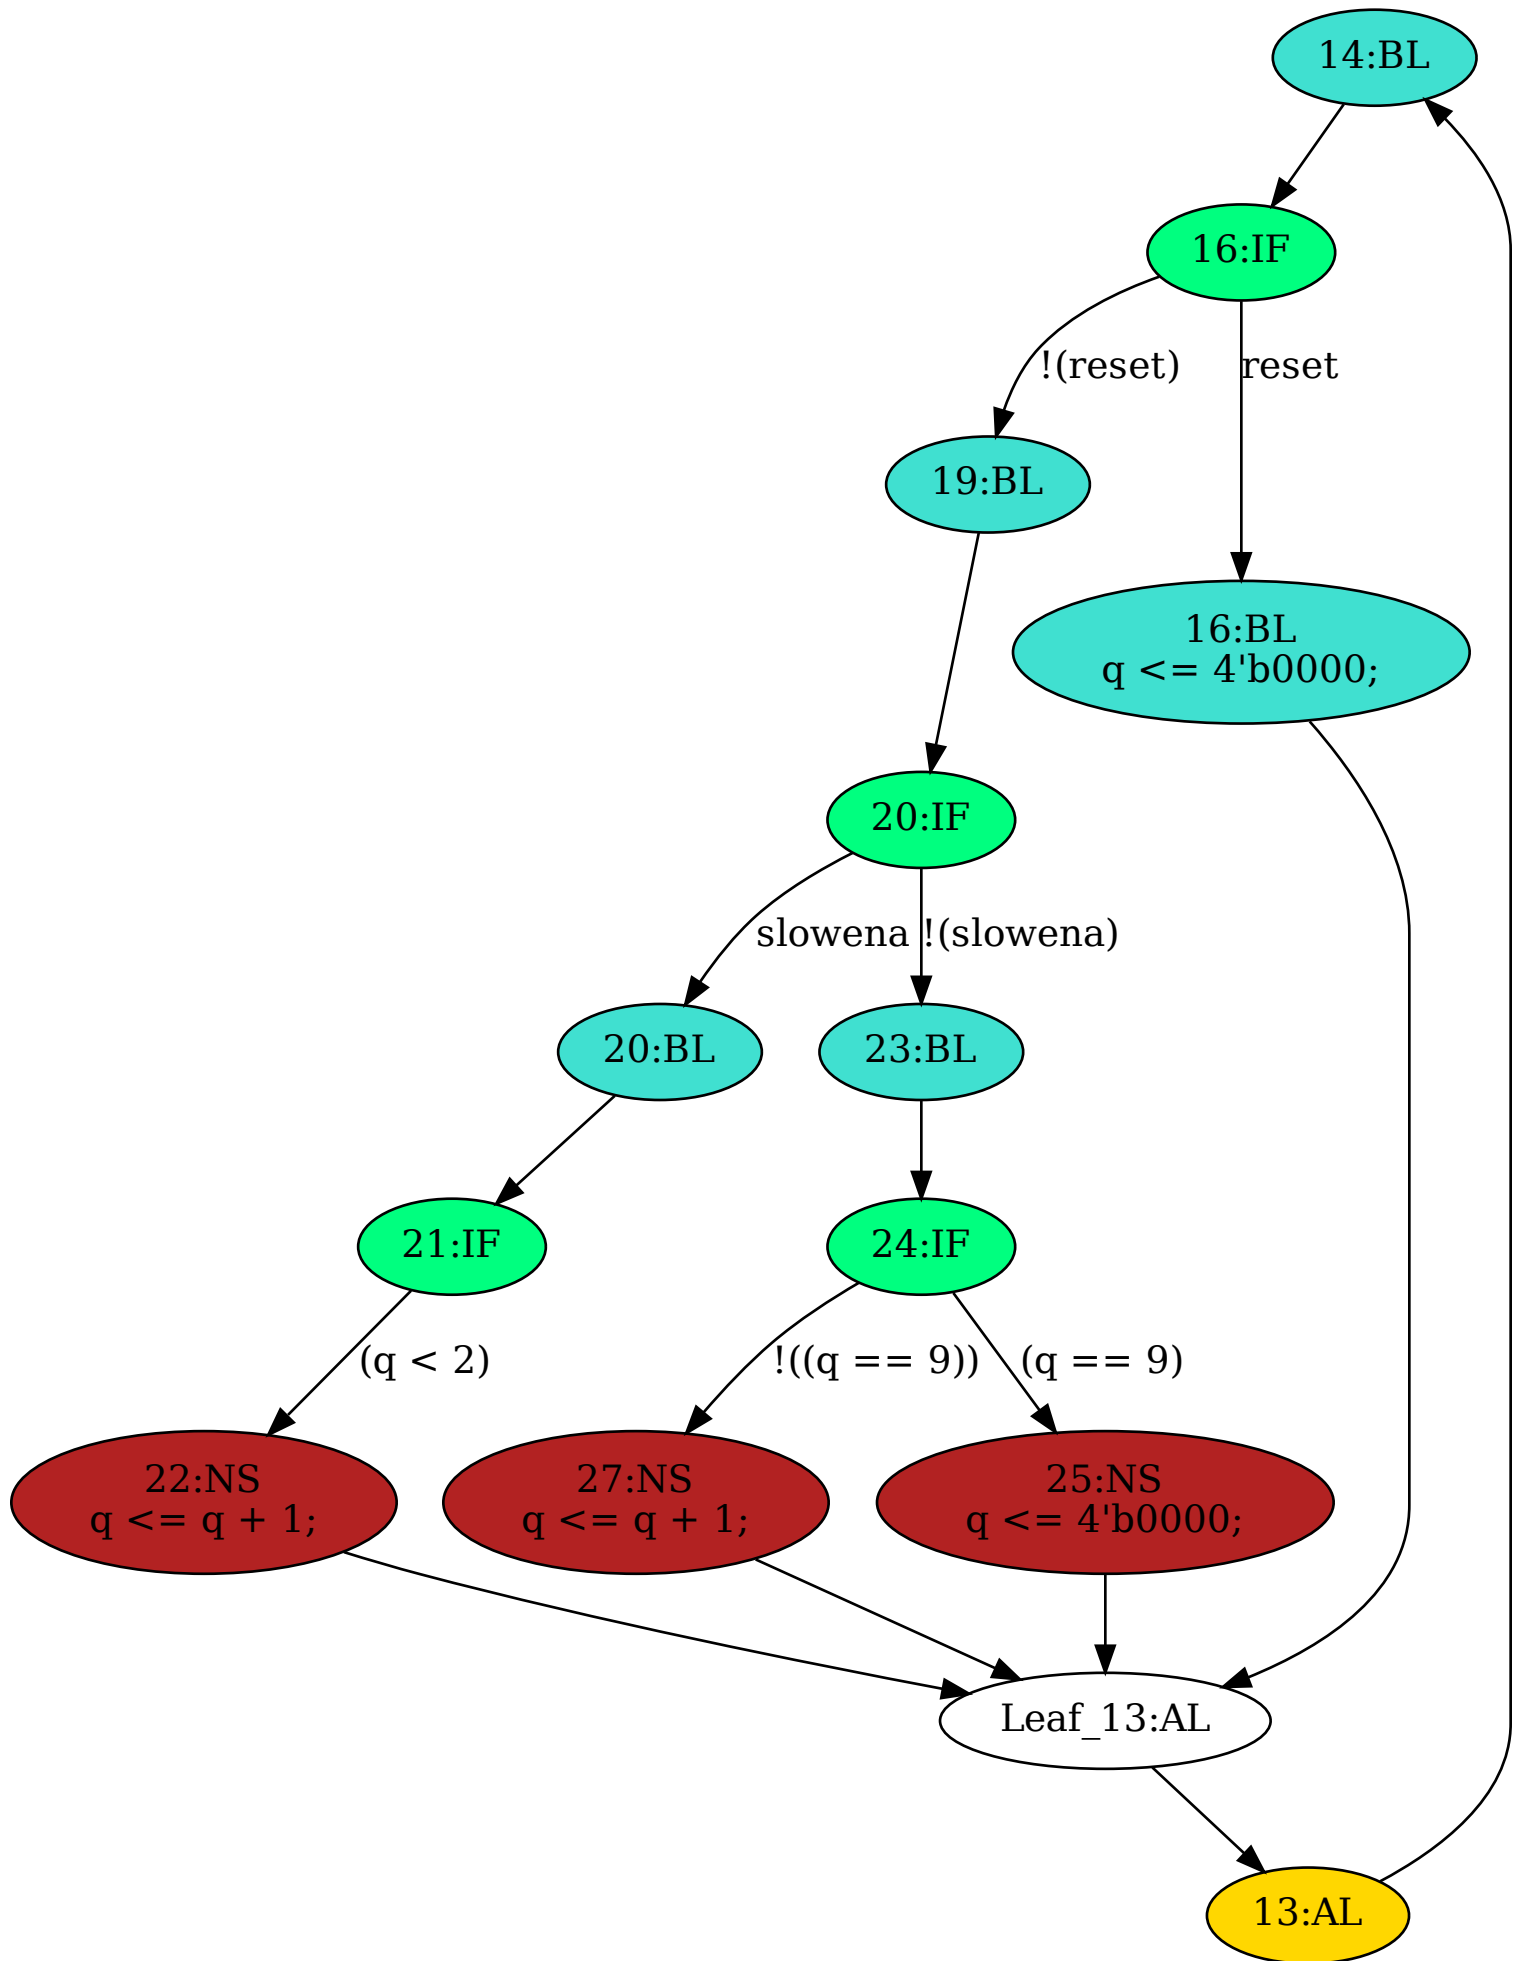 14:BL
16:IF
!(reset)
reset
19:BL
16:BL
q <= 4'b0000;
20:IF
slowena
!(slowena)
20:BL
23:BL
21:IF
24:IF
(q < 2)
!((q == 9))
(q == 9)
22:NS
q <= q + 1;
27:NS
q <= q + 1;
25:NS
q <= 4'b0000;
Leaf_13:AL
13:AL